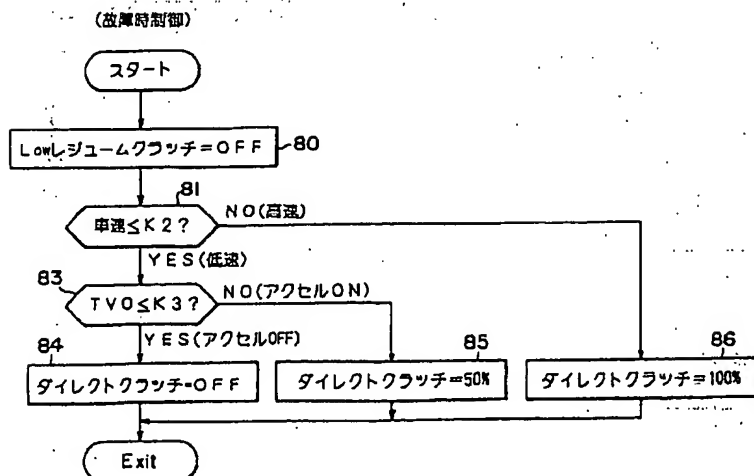 (故障時制御)
スタート
Lowレジュームクラッチ=OFF
80
81
車速≤K2?
NO(高速)
YES(低速)
83
TVO≤K3?
NO(アクセルON)
YES(アクセルOFF)
84
ダイレクトクラッチ=OFF
85
ダイレクトクラッチ=50%
86
ダイレクトクラッチ=100%
Exit